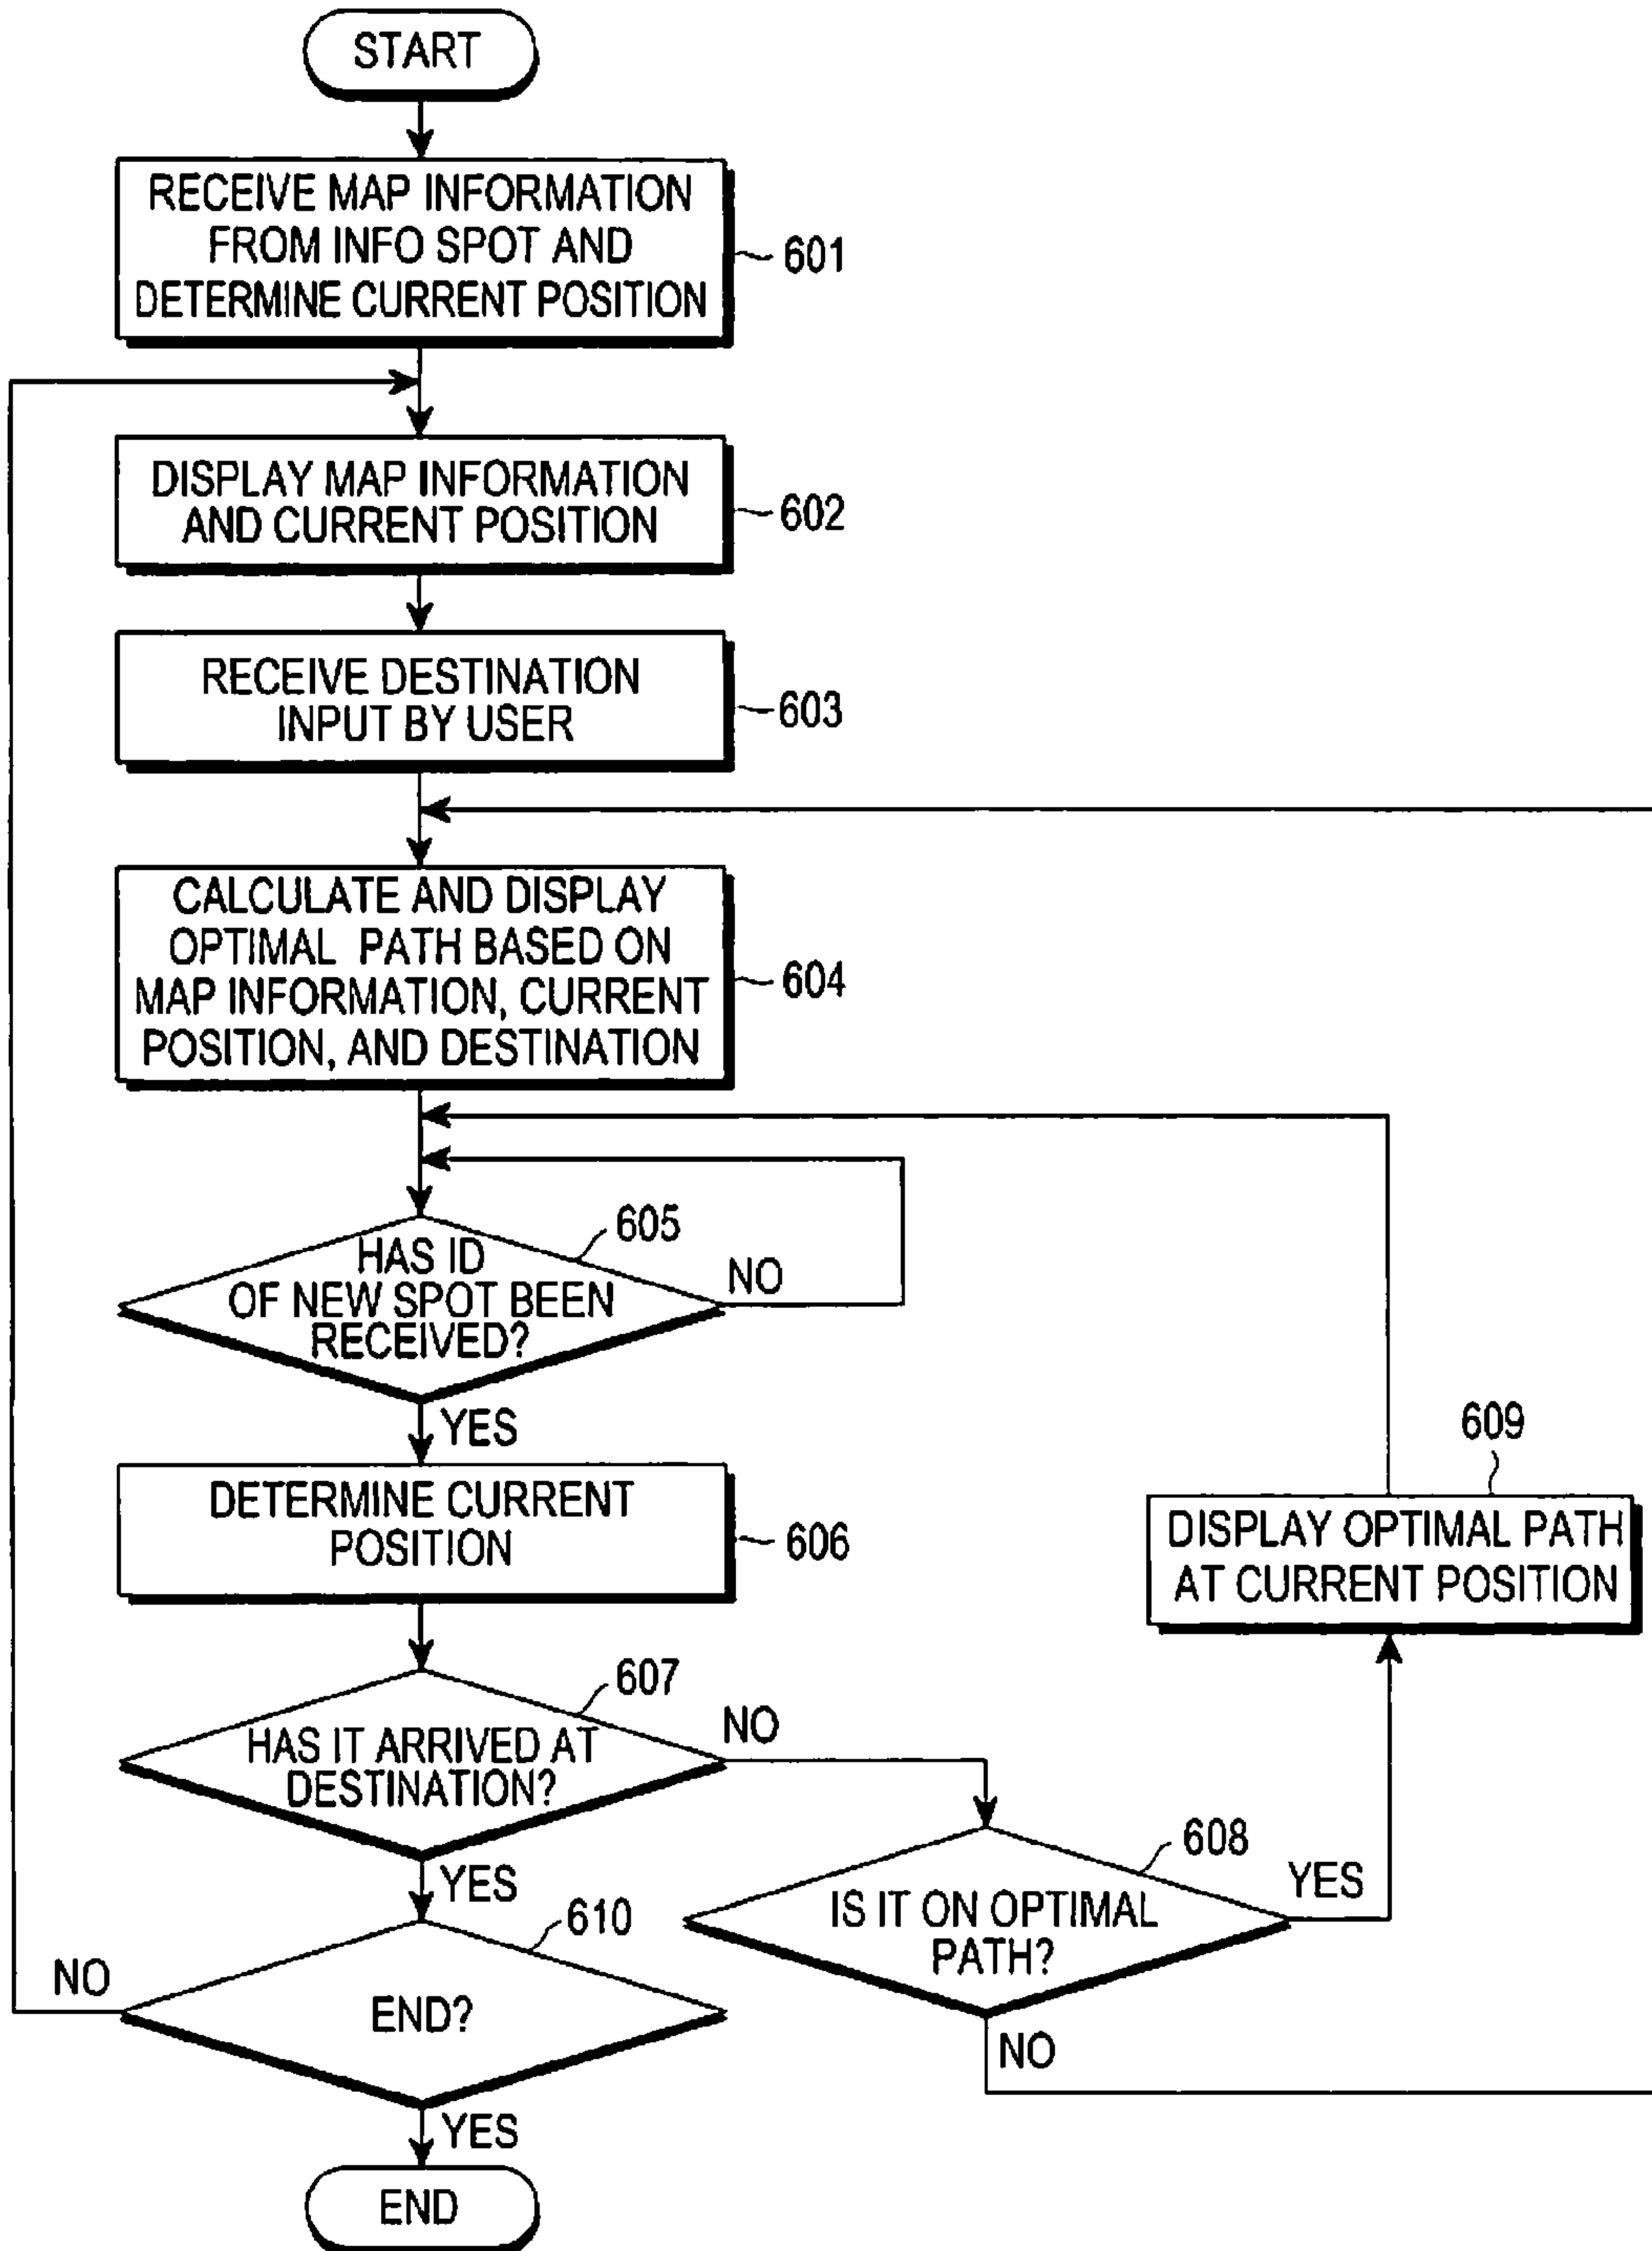 START
RECEIVE MAP INFORMATION
FROM INFO SPOT AND
DETERMINE CURRENT POSITION
601
DISPLAY MAP INFORMATION
AND CURRENT POSITION
602
RECEIVE DESTINATION
INPUT BY USER
603
CALCULATE AND DISPLAY
OPTIMAL PATH BASED ON
MAP INFORMATION, CURRENT
POSITION, AND DESTINATION
604
605
HAS ID
OF NEW SPOT BEEN
RECEIVED?
NO
YES
DETERMINE CURRENT
POSITION
606
609
DISPLAY OPTIMAL PATH
AT CURRENT POSITION
607
HAS IT ARRIVED AT
DESTINATION?
NO
YES
608
IS IT ON OPTIMAL
PATH?
YES
NO
610
END?
NO
YES
END